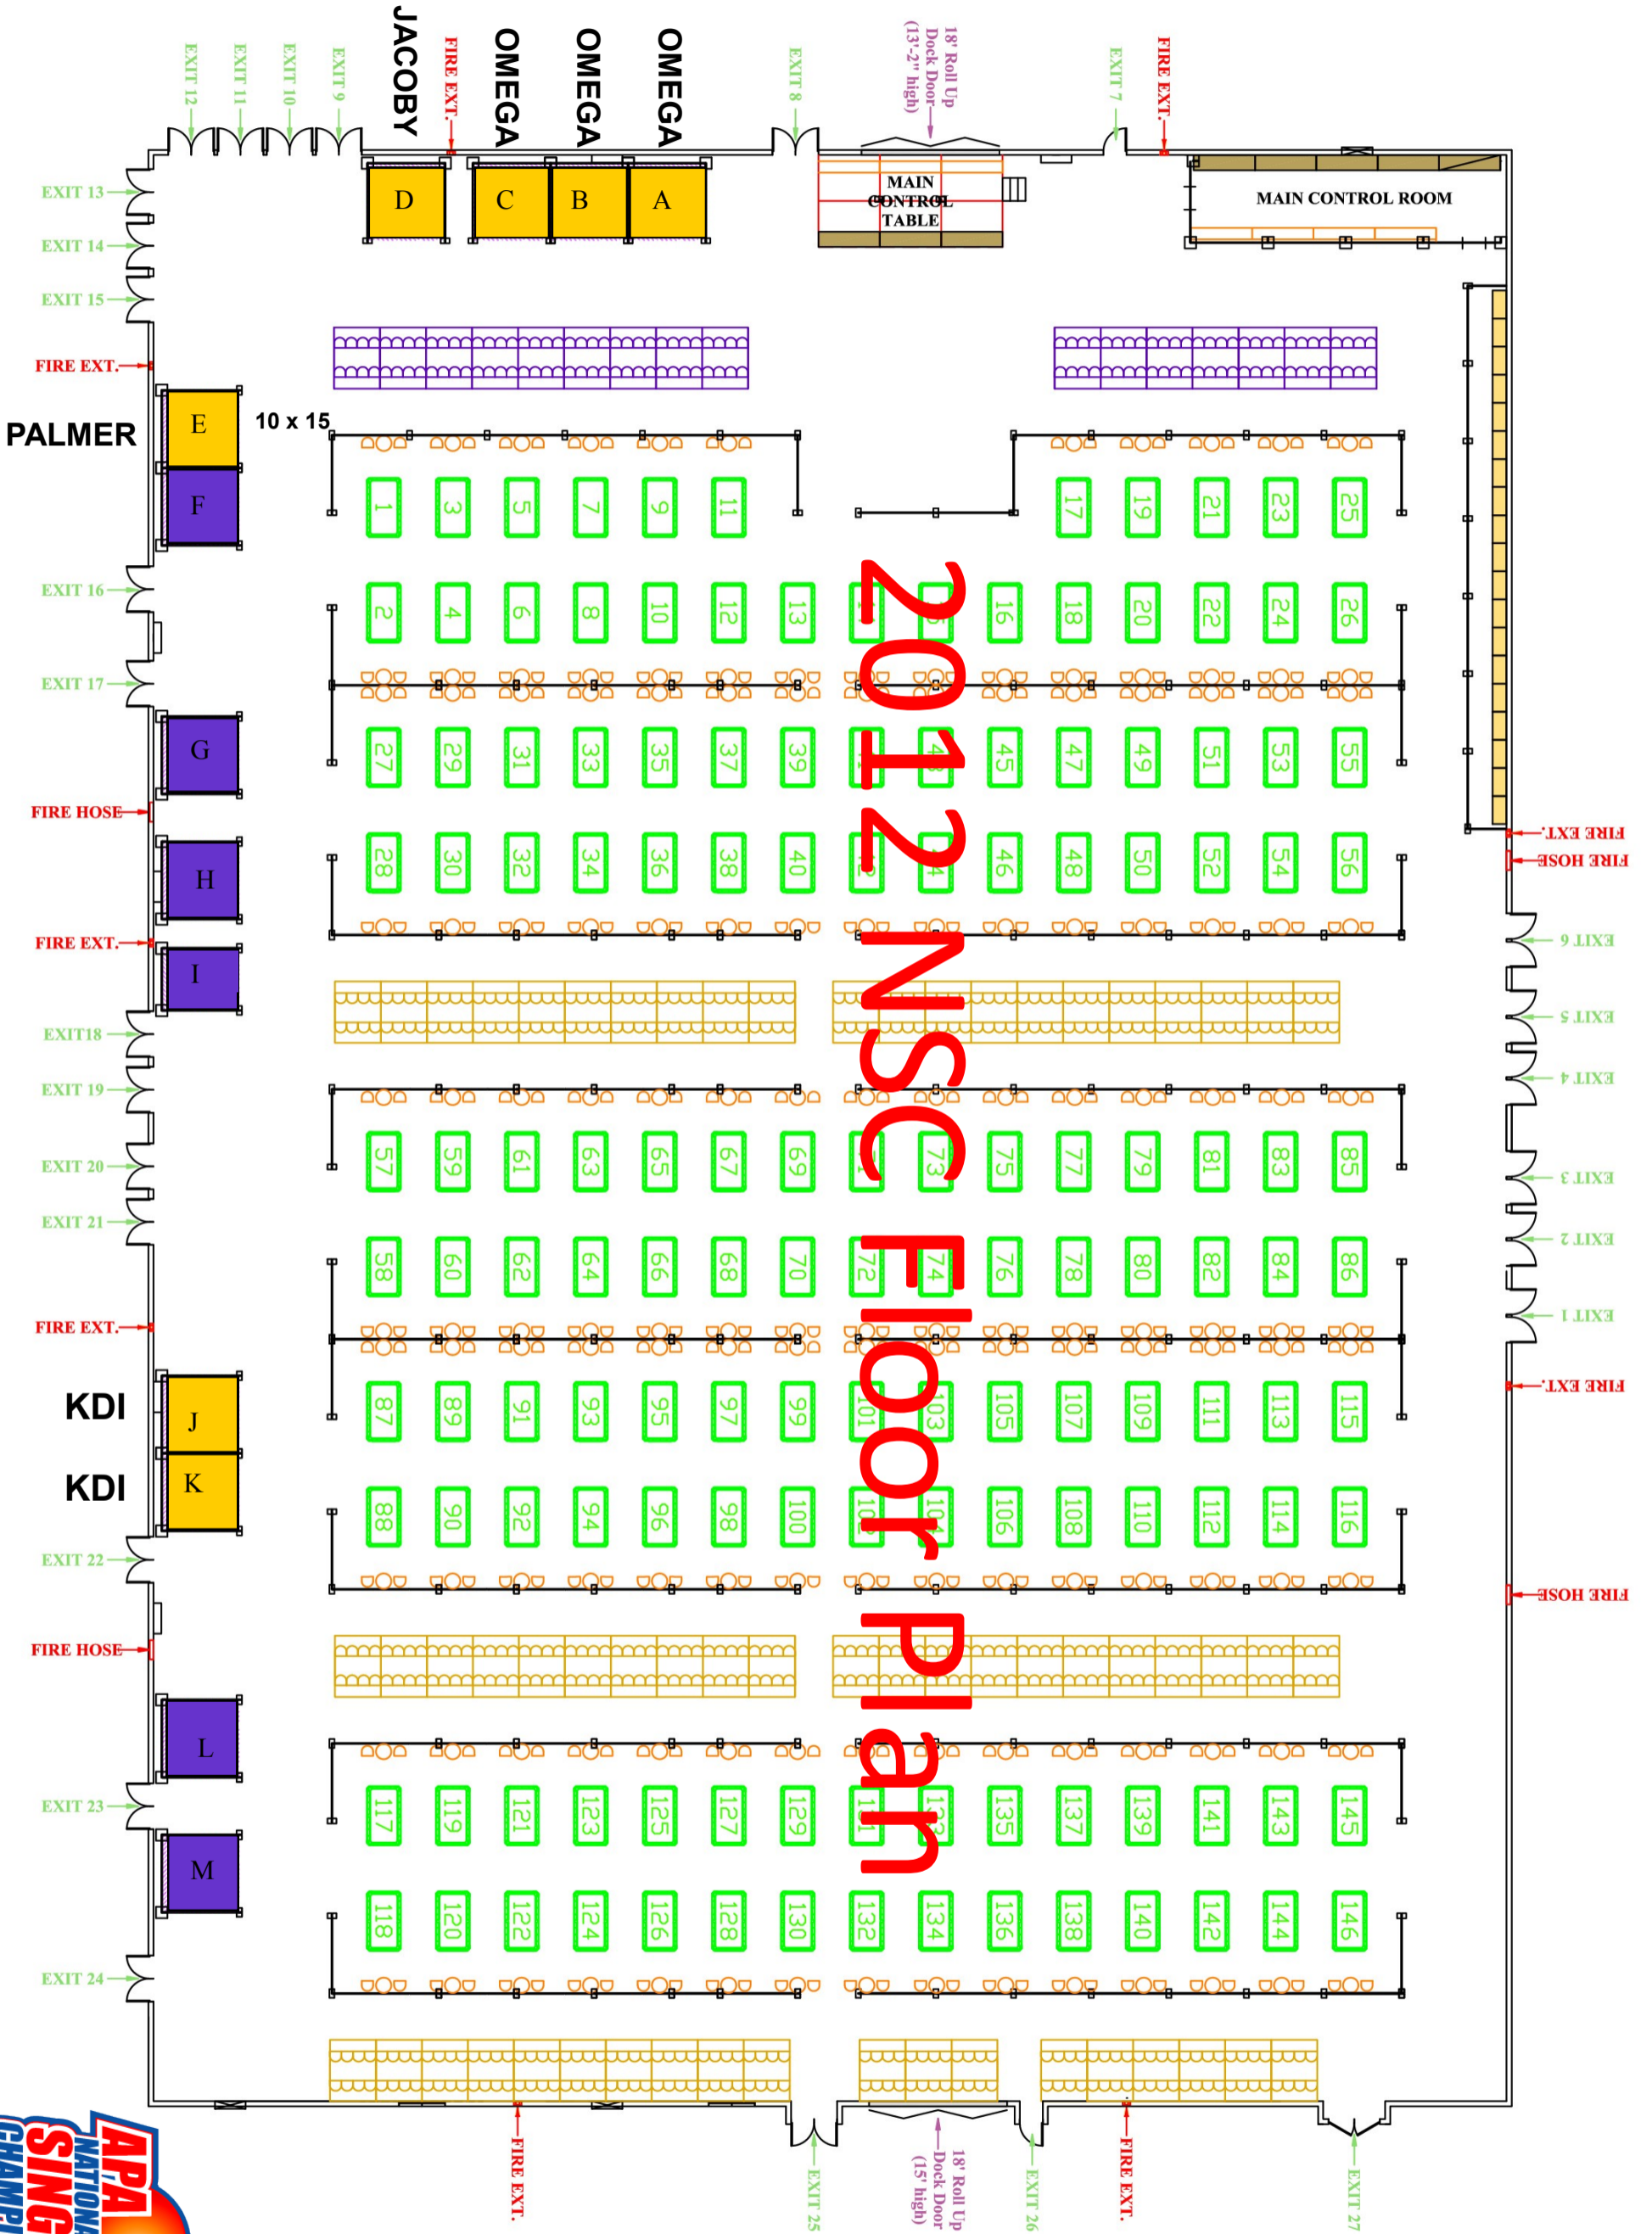 JACOBY
OMEGA
OMEGA
OMEGA
EXIT 12
EXIT 11
EXIT 10
EXIT 9
FIRE EXT.
EXIT 8
18' Roll Up
Dock Door
(13'-2" high)
EXIT 7
FIRE EXT.
D
C
B
A
MAIN
CONTROL
TABLE
MAIN CONTROL ROOM
EXIT 13
EXIT 14
EXIT 15
FIRE EXT.
PALMER
E
10 x 15
F
EXIT 16
EXIT 17
G
FIRE HOSE
H
FIRE EXT.
I
EXIT18
EXIT 19
EXIT 20
EXIT 21
FIRE EXT.
KDI
J
KDI
K
EXIT 22
FIRE HOSE
L
EXIT 23
M
EXIT 24
1 3 5 7 9 11 17 19 21 23 25
2 4 6 8 10 12 13 16 18 20 22 24 26
27 29 31 33 35 37 39 45 47 49 51 53 55
28 30 32 34 36 38 40 46 48 50 52 54 56
57 59 61 63 65 67 69 73 75 77 79 81 83 85
58 60 62 64 66 68 70 72 74 76 78 80 82 84 86
87 89 91 93 95 97 99 101 103 105 107 109 111 113 115
88 90 92 94 96 98 100 102 104 106 108 110 112 114 116
117 119 121 123 125 127 129 135 137 139 141 143 145
118 120 122 124 126 128 130 132 134 136 138 140 142 144 146
2012 NSC Floor Plan
FIRE EXT.
FIRE HOSE
EXIT 6
EXIT 5
EXIT 4
EXIT 3
EXIT 2
EXIT 1
FIRE EXT.
FIRE HOSE
FIRE EXT.
EXIT 25
18' Roll Up
Dock Door
(15' high)
EXIT 26
FIRE EXT.
EXIT 27
APA